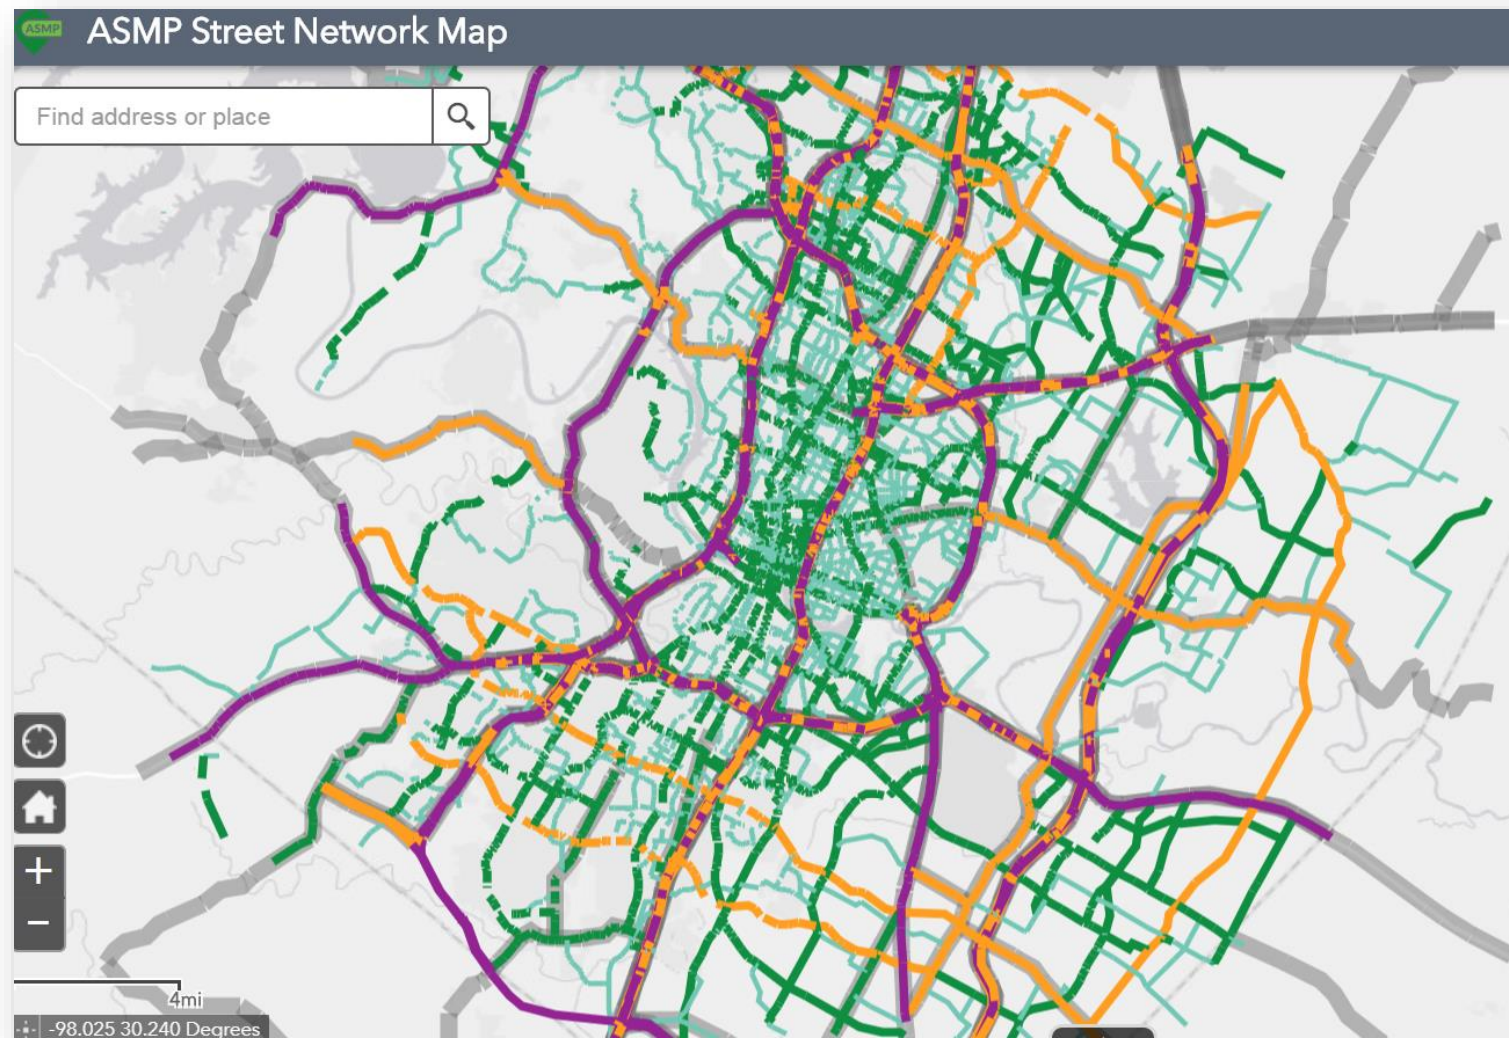 ASMP
ASMP Street Network Map
Find address or place
+
−
4mi
-98.025 30.240 Degrees